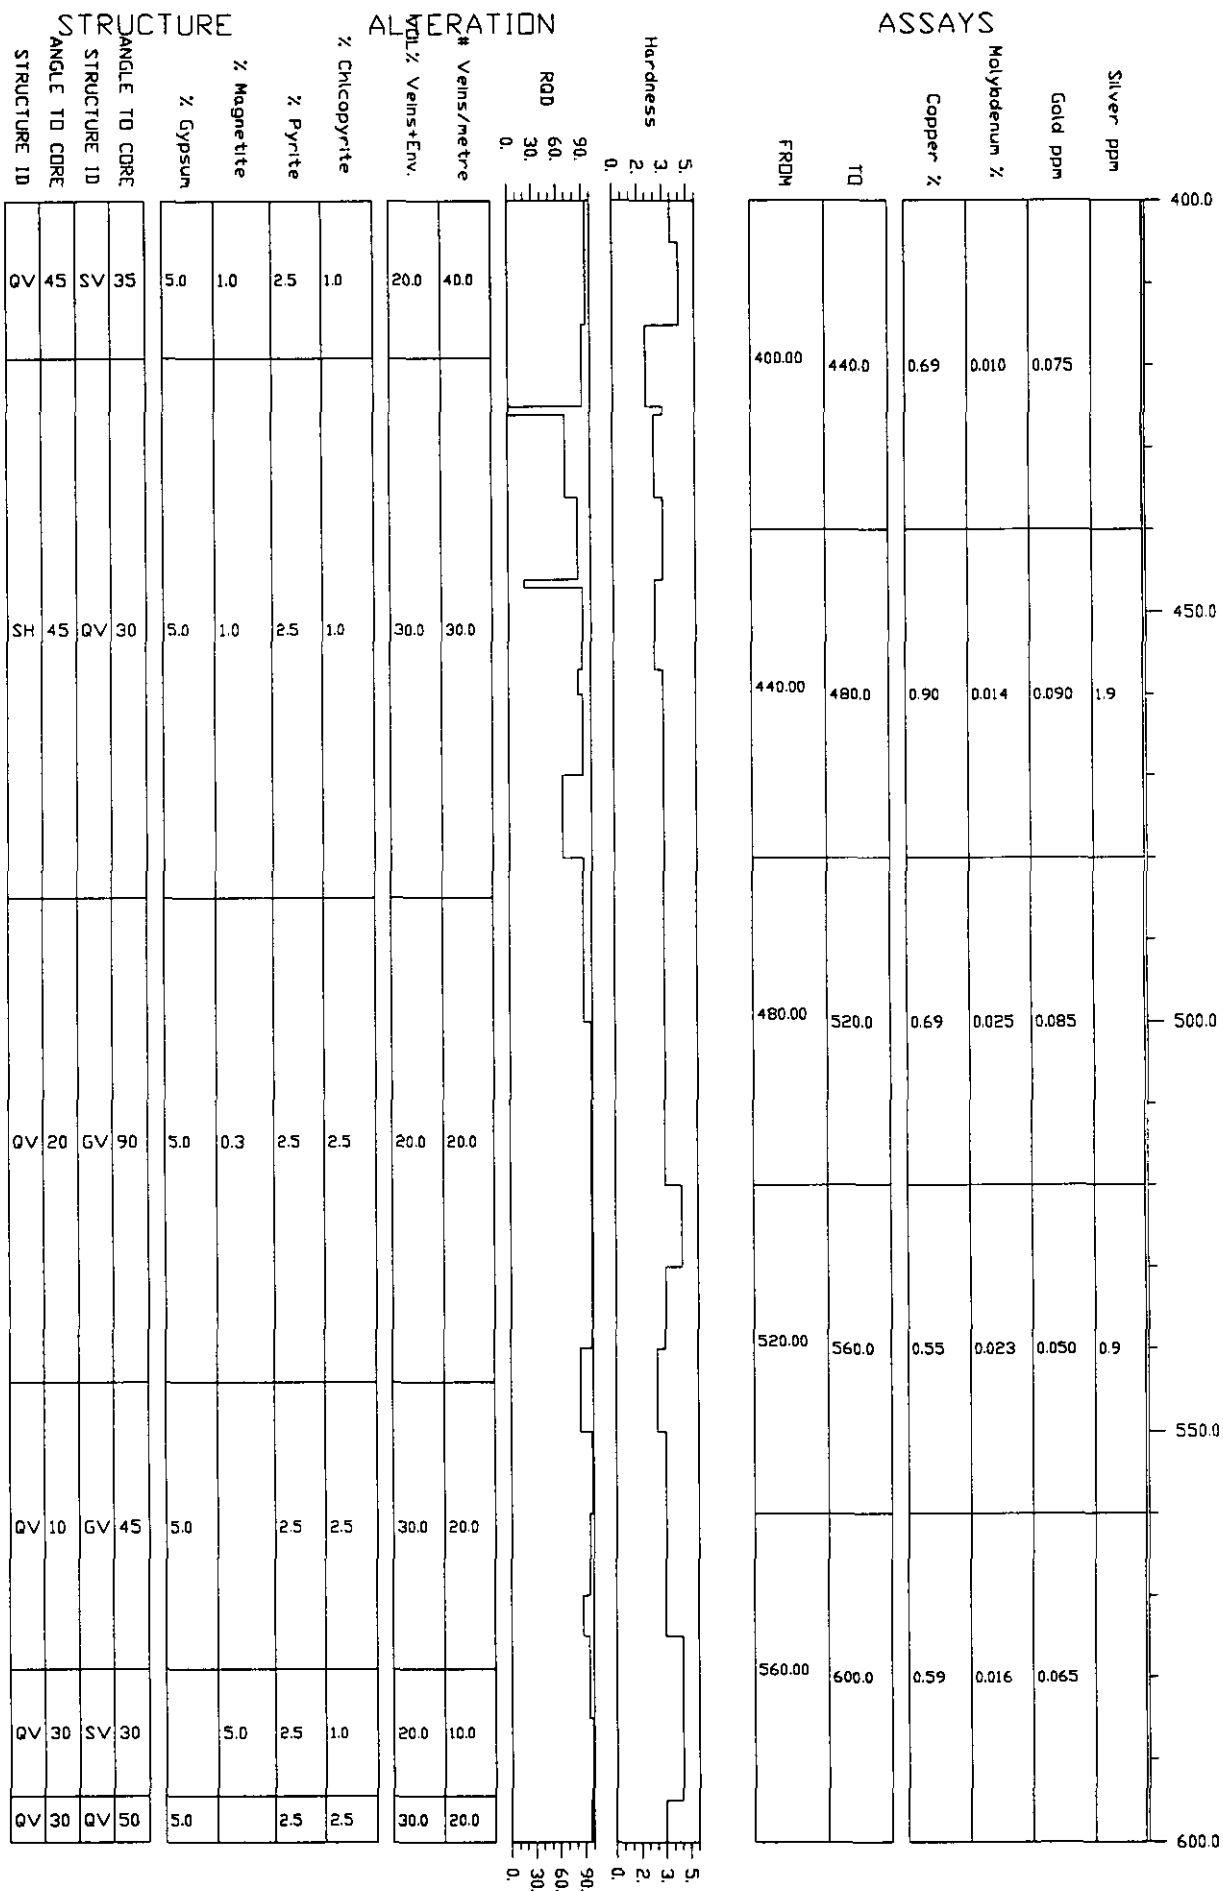 STRUCTURE ALTERATION ASSAYS
STRUCTURE ID
ANGLE TO CORE
STRUCTURE ID
ANGLE TO CORE
% Gypsum
% Magnetite
% Pyrite
% Chlcopyrite
VOL% Veins+Env.
# Veins/metre
RQD
0. 30. 60. 90.
Hardness
0. 2. 3. 5.
FROM
TO
Copper %
Molybdenum %
Gold ppm
Silver ppm
400.0
QV 45 SV 35 5.0 1.0 2.5 1.0 20.0 40.0
400.00 440.0 0.69 0.010 0.075
450.0
SH 45 QV 30 5.0 1.0 2.5 1.0 30.0 30.0
440.00 480.0 0.90 0.014 0.090 1.9
480.00 520.0 0.69 0.025 0.085
500.0
QV 20 GV 90 5.0 0.3 2.5 2.5 20.0 20.0
520.00 560.0 0.55 0.023 0.050 0.9
550.0
QV 10 GV 45 5.0 2.5 2.5 30.0 20.0
560.00 600.0 0.59 0.016 0.065
QV 30 SV 30 5.0 2.5 1.0 20.0 10.0
QV 30 QV 50 5.0 2.5 2.5 30.0 20.0
600.0
0. 30. 60. 90.
0. 2. 3. 5.